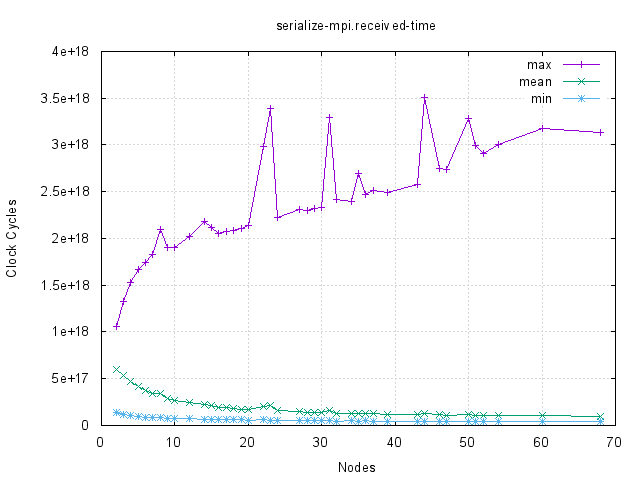 serialize-mpi.received-time
4e+18
3.5e+18
3e+18
2.5e+18
2e+18
1.5e+18
1e+18
5e+17
0
Clock Cycles
max
mean
min
0 10 20 30 40 50 60 70
Nodes